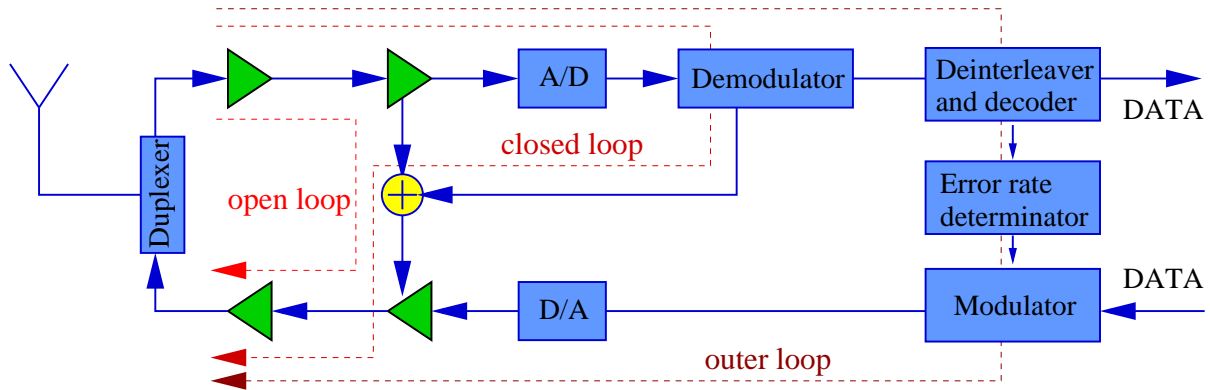 A/D
Demodulator
Deinterleaver
and decoder
DATA
closed loop
Duplexer
open loop
Error rate
determinator
DATA
D/A
Modulator
outer loop